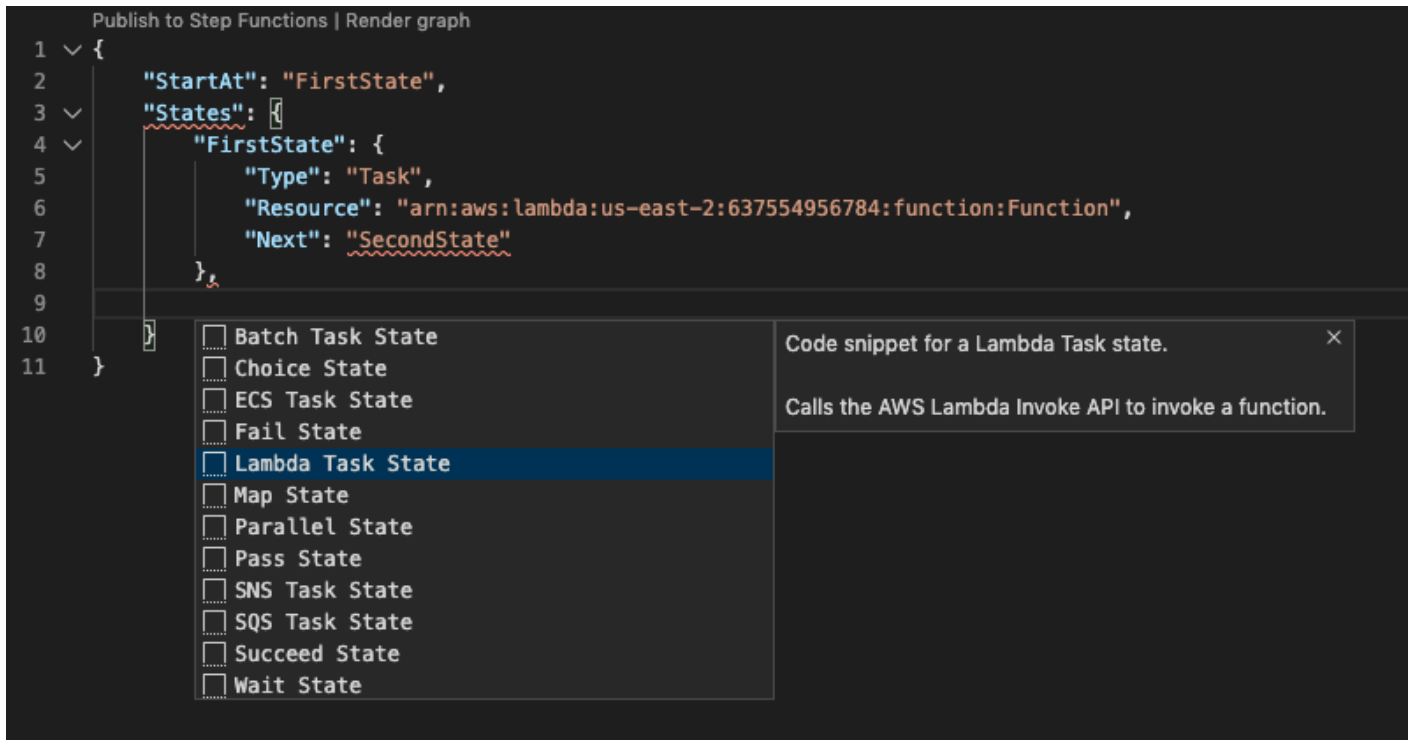 Publish to Step Functions | Render graph
1 {
2 "StartAt": "FirstState",
3 "States": {
4 "FirstState": {
5 "Type": "Task",
6 "Resource": "arn:aws:lambda:us-east-2:637554956784:function:Function",
7 "Next": "SecondState"
8 },
9
10 }
11 }
Batch Task State
Choice State
ECS Task State
Fail State
Lambda Task State
Map State
Parallel State
Pass State
SNS Task State
SQS Task State
Succeed State
Wait State
Code snippet for a Lambda Task state.
Calls the AWS Lambda Invoke API to invoke a function.